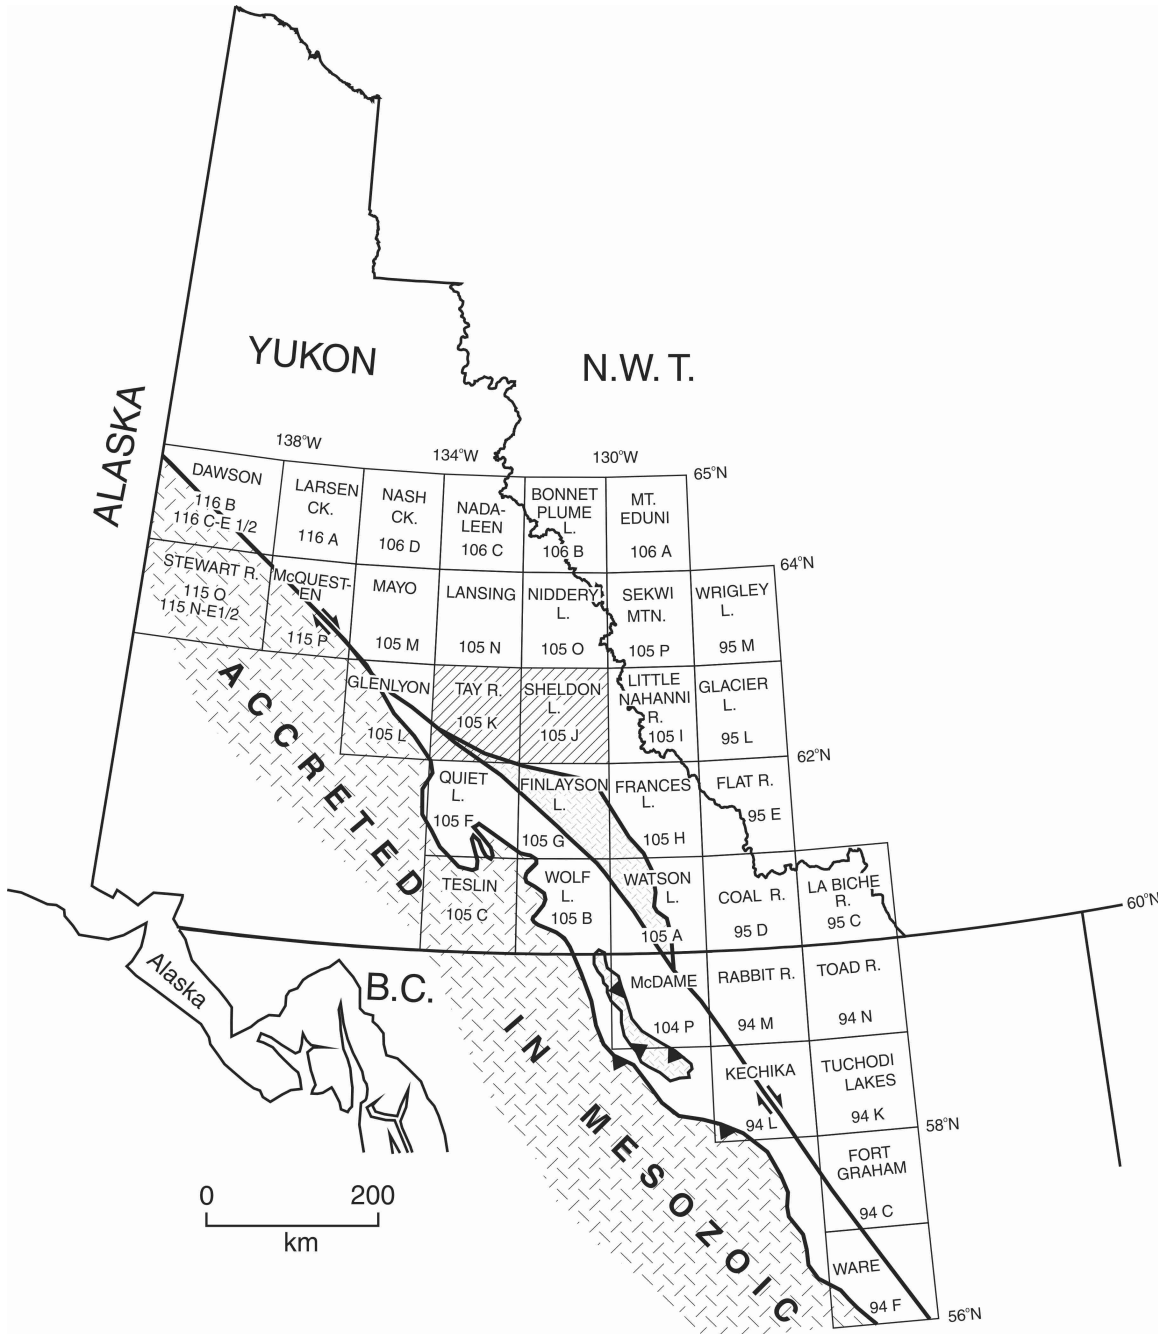 YUKON
N.W.T.
ALASKA
138°W
134°W
130°W
65°N
DAWSON
116 B
116 C-E 1/2
LARSEN
CK.
116 A
NASH
CK.
106 D
NADA-
LEEN
106 C
BONNET
PLUME
L.
106 B
MT.
EDUNI
106 A
64°N
STEWART R.
115 O
115 N-E1/2
McQUEST-
EN
115 P
MAYO
105 M
LANSING
105 N
NIDDERY
L.
105 O
SEKWI
MTN.
105 P
WRIGLEY
L.
95 M
GLENLYON
105 L
TAY R.
105 K
SHELDON
L.
105 J
LITTLE
NAHANNI
R.
105 I
GLACIER
L.
95 L
62°N
QUIET
L.
105 F
FINLAYSON
L.
105 G
FRANCES
L.
105 H
FLAT R.
95 E
TESLIN
105 C
WOLF
L.
105 B
WATSON
L.
105 A
COAL R.
95 D
LA BICHE
R.
95 C
60°N
ACCRETED
IN
MESOZOIC
Alaska
B.C.
McDAME
104 P
RABBIT R.
94 M
TOAD R.
94 N
KECHIKA
94 L
TUCHODI
LAKES
94 K
58°N
FORT
GRAHAM
94 C
WARE
94 F
56°N
0 200
km